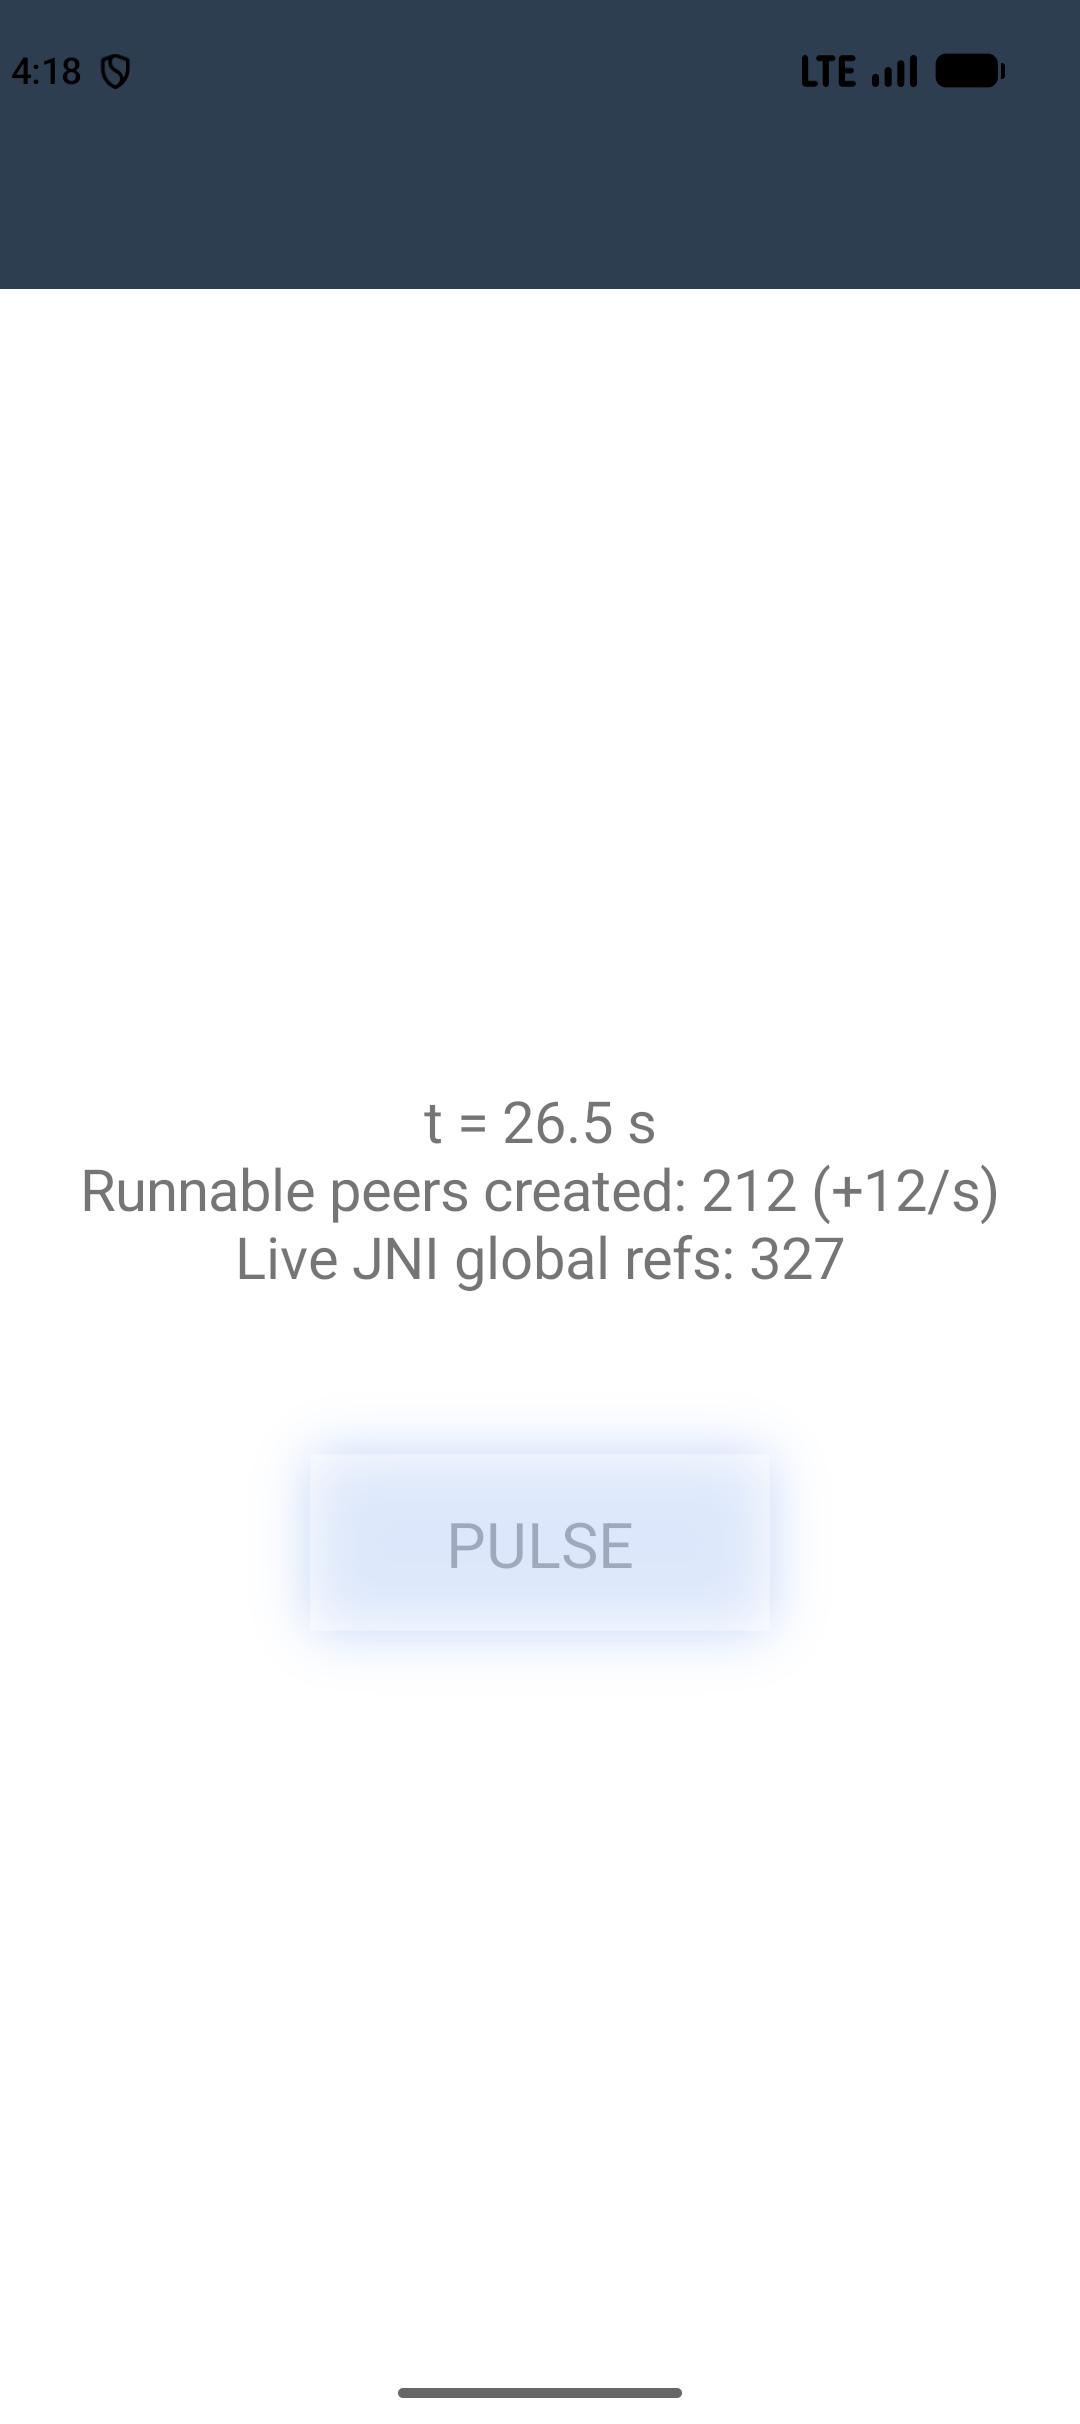 4:18 LTE
t = 26.5 s
Runnable peers created: 212 (+12/s)
Live JNI global refs: 327
PULSE